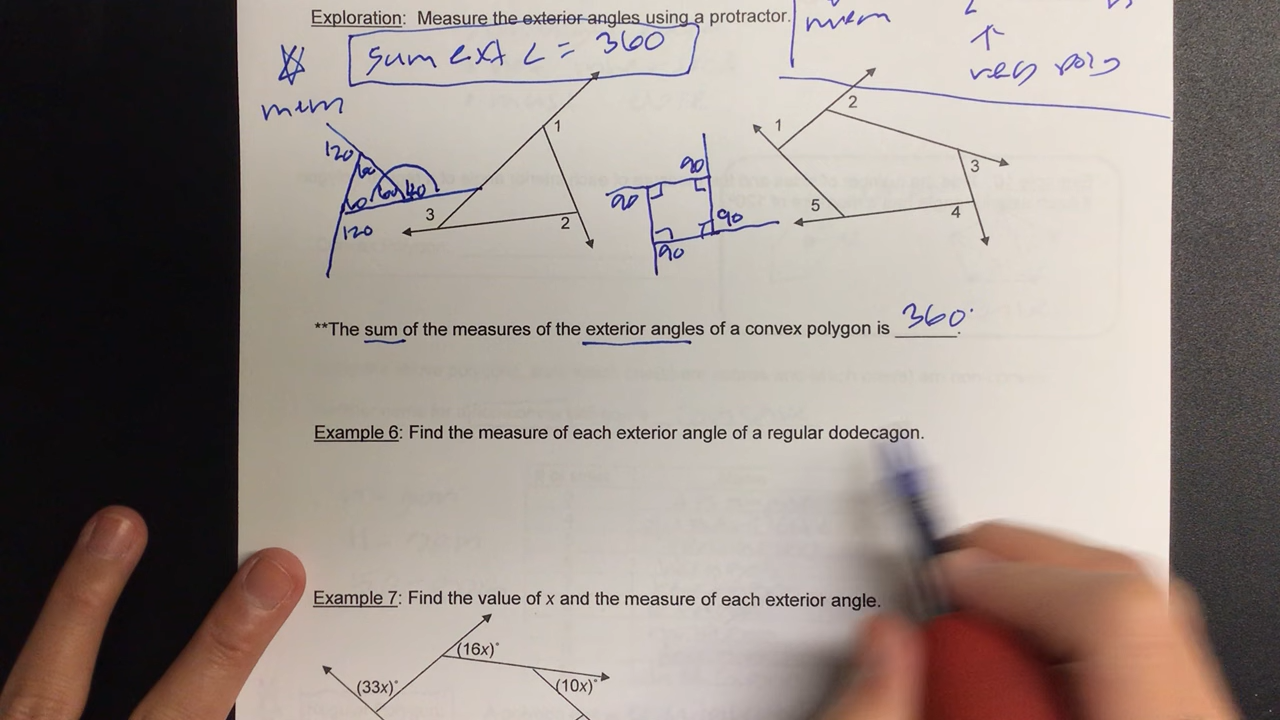 Exploration: Measure the exterior angles using a protractor.
mem
sum ext ∠ = 360
reg poly
mem
120
60
60
60
120
120
1
2
3
90
90
90
90
1
2
3
4
5
**The sum of the measures of the exterior angles of a convex polygon is 360°.
Example 6: Find the measure of each exterior angle of a regular dodecagon.
Example 7: Find the value of x and the measure of each exterior angle.
(16x)°
(33x)°
(10x)°